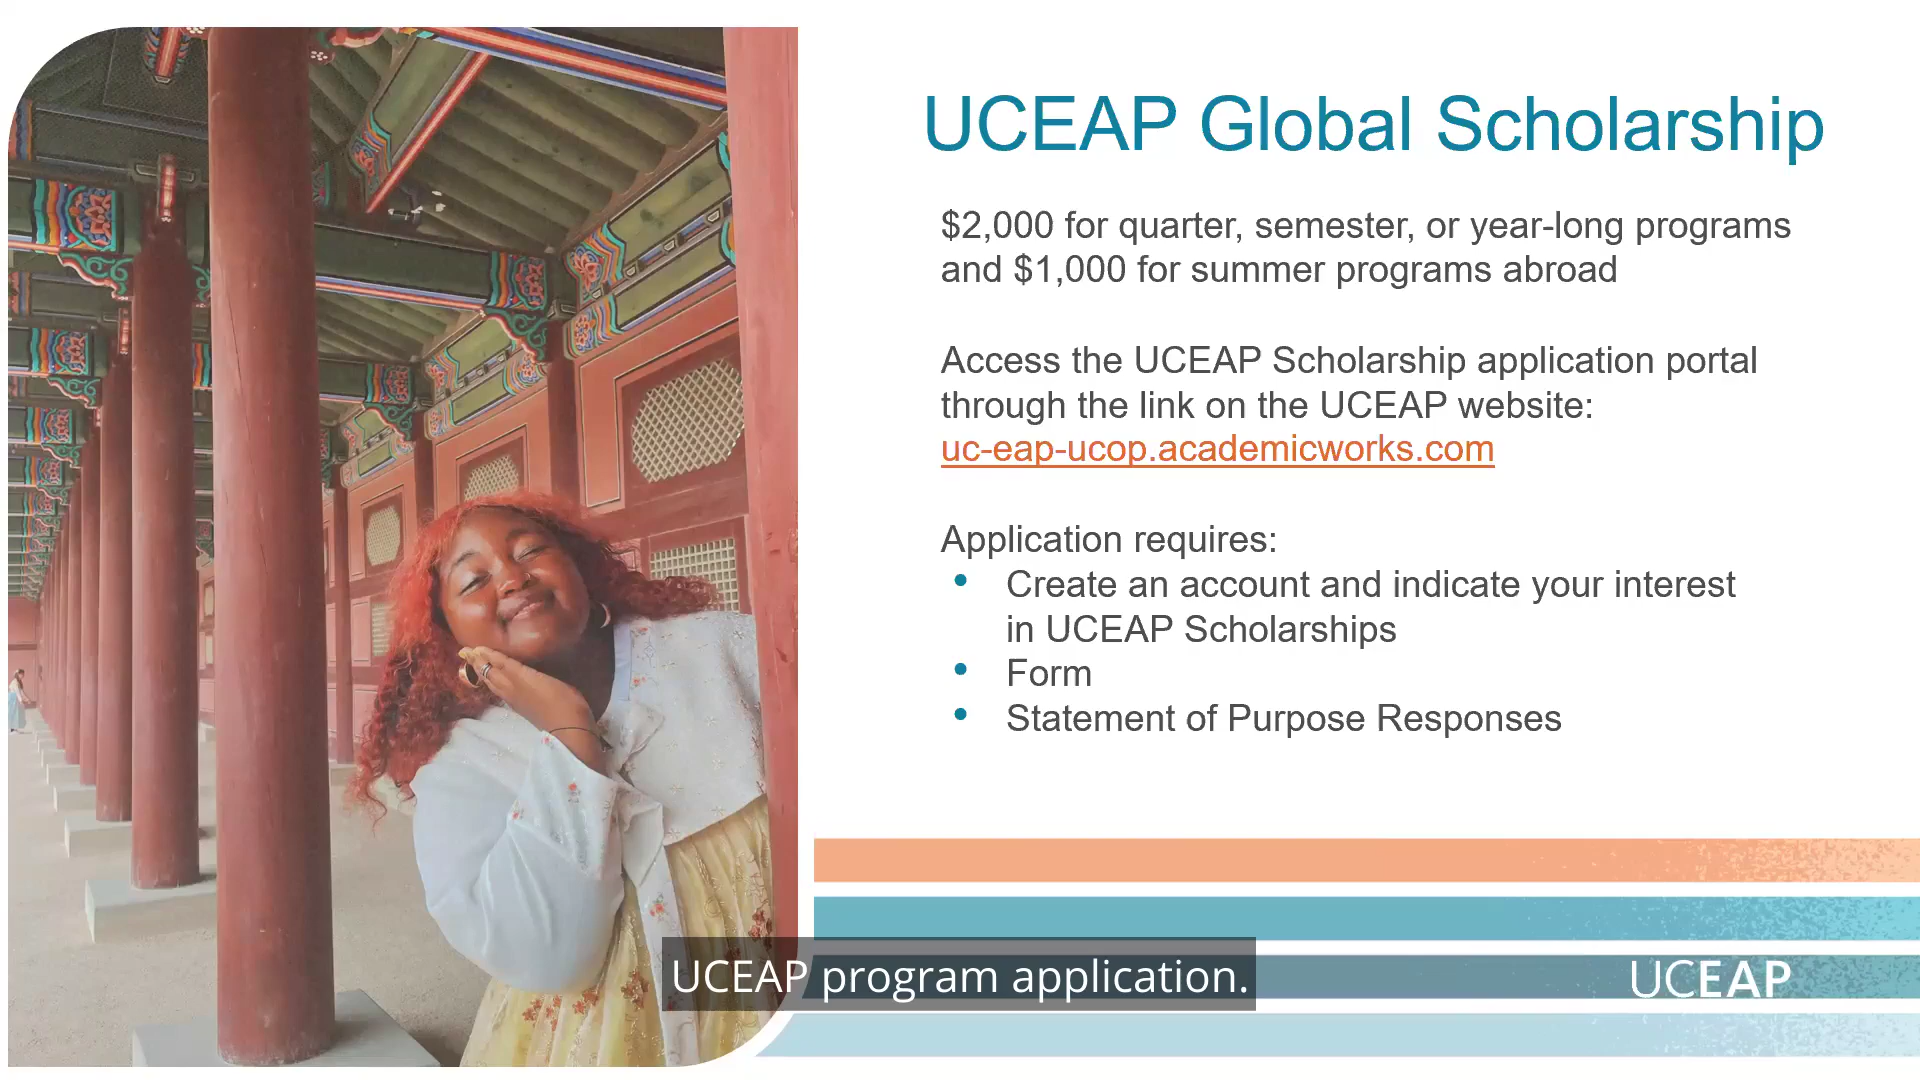 UCEAP Global Scholarship
$2,000 for quarter, semester, or year-long programs
and $1,000 for summer programs abroad
Access the UCEAP Scholarship application portal
through the link on the UCEAP website:
uc-eap-ucop.academicworks.com
Application requires:
• Create an account and indicate your interest
in UCEAP Scholarships
• Form
• Statement of Purpose Responses
UCEAP program application.
UCEAP